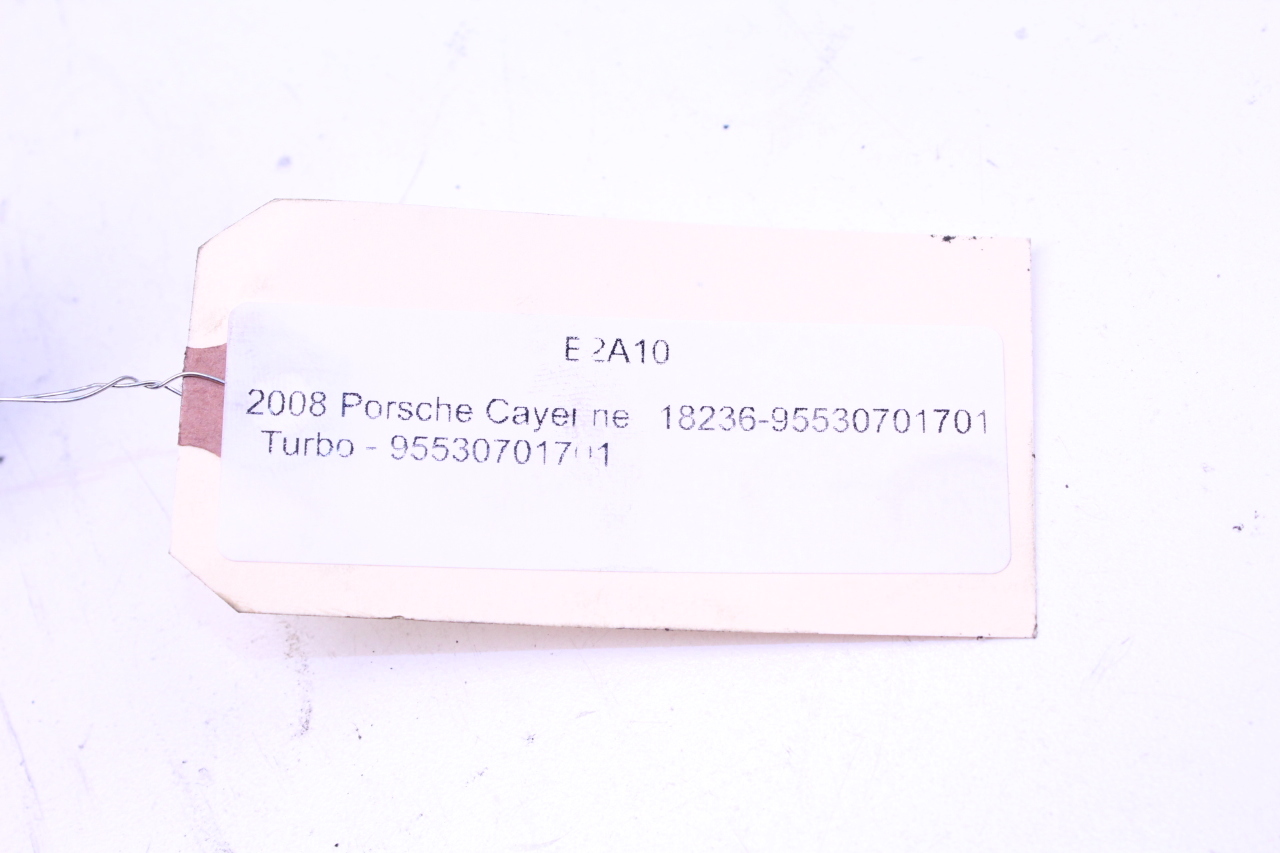 E2A10
2008 Porsche Cayenne 18236-95530701701
Turbo - 95530701701